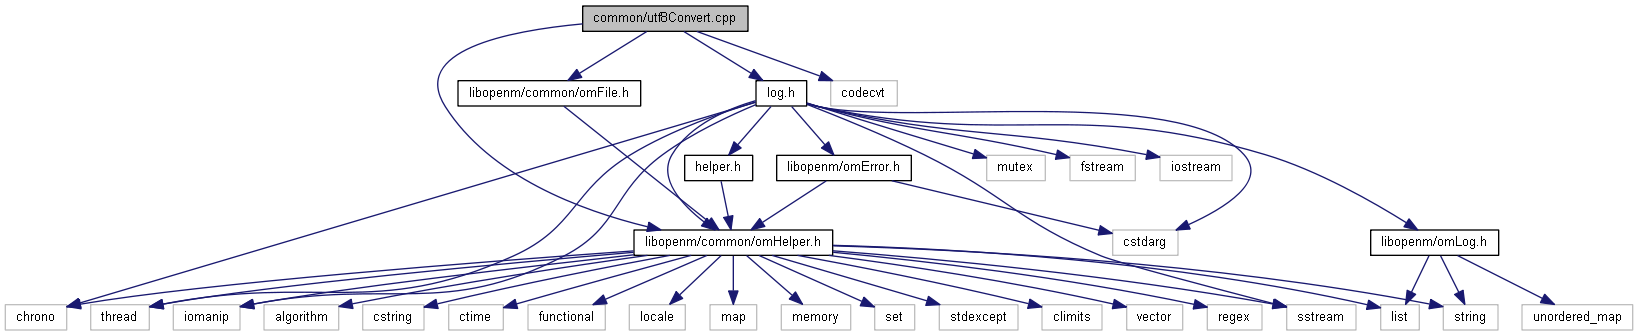 common/utf8Convert.cpp
libopenm/common/omFile.h
log.h
codecvt
helper.h
libopenm/omError.h
mutex
fstream
iostream
libopenm/common/omHelper.h
cstdarg
libopenm/omLog.h
chrono
thread
iomanip
algorithm
cstring
ctime
functional
locale
map
memory
set
stdexcept
climits
vector
regex
sstream
list
string
unordered_map